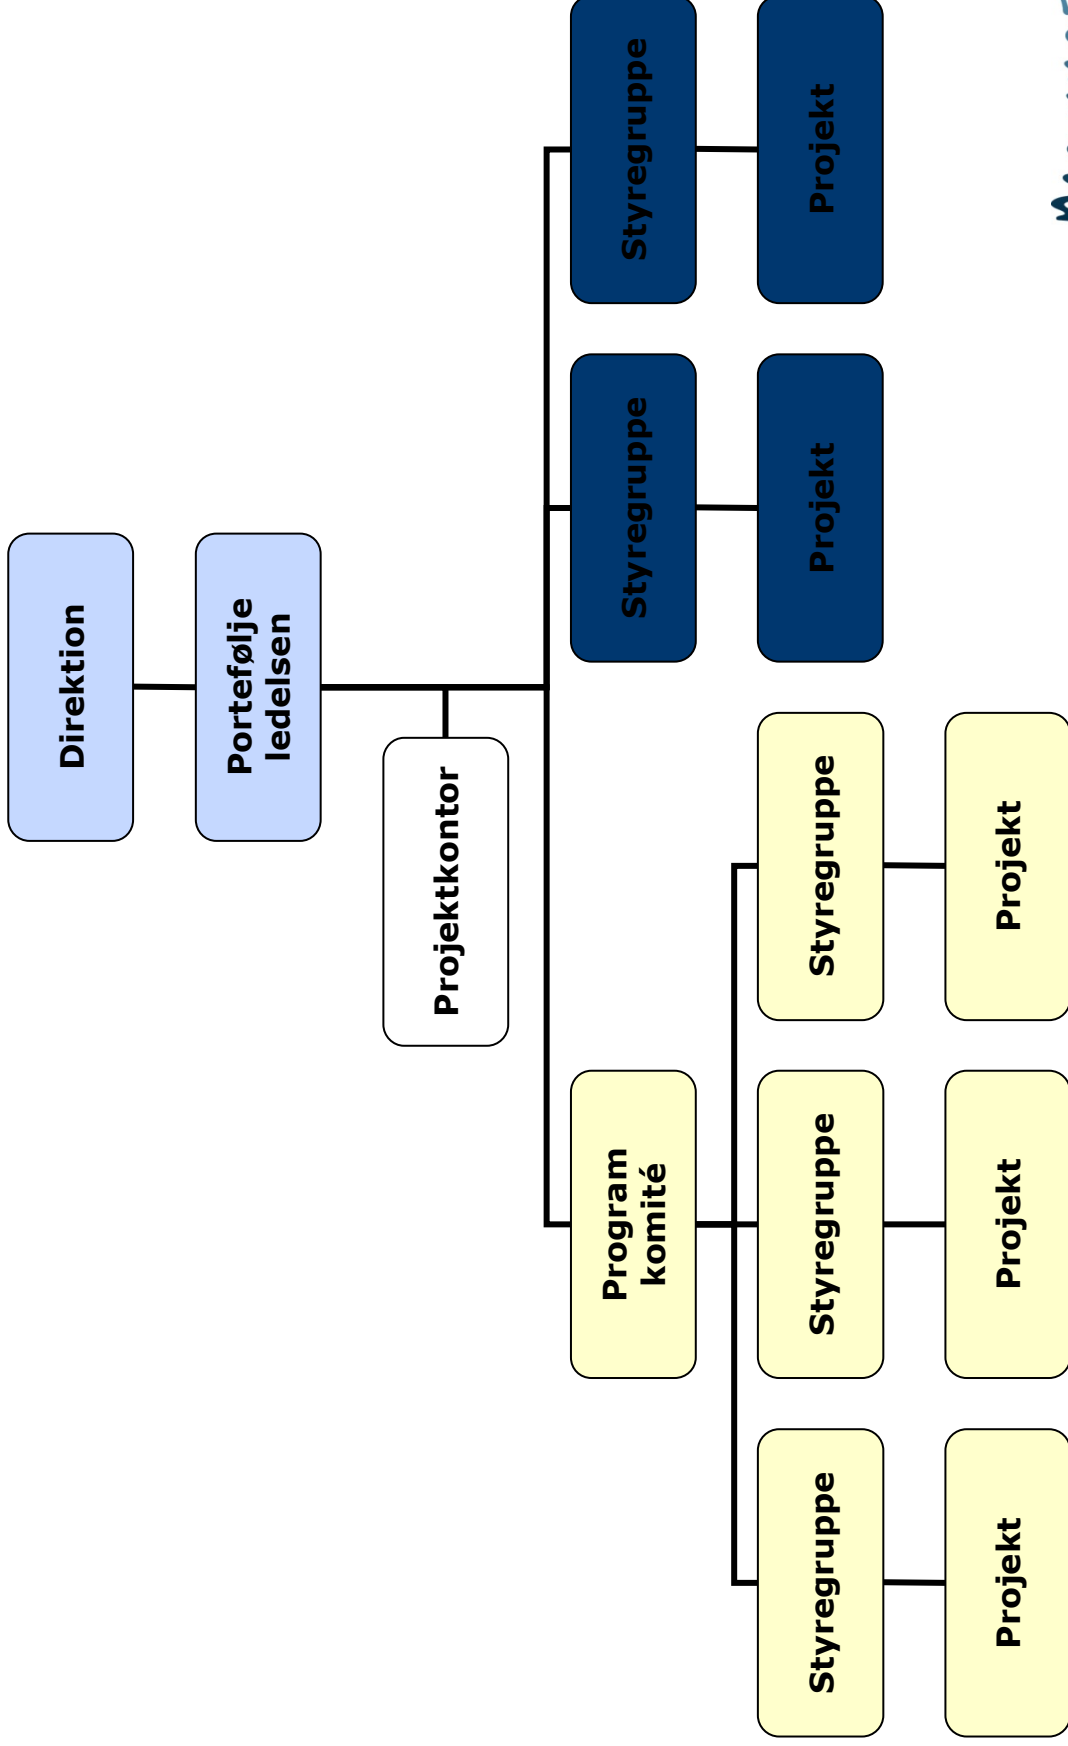 Direktion
Portefølje
ledelsen
Projektkontor
Program
komité
Styregruppe
Styregruppe
Styregruppe
Styregruppe
Styregruppe
Projekt
Projekt
Projekt
Projekt
Projekt